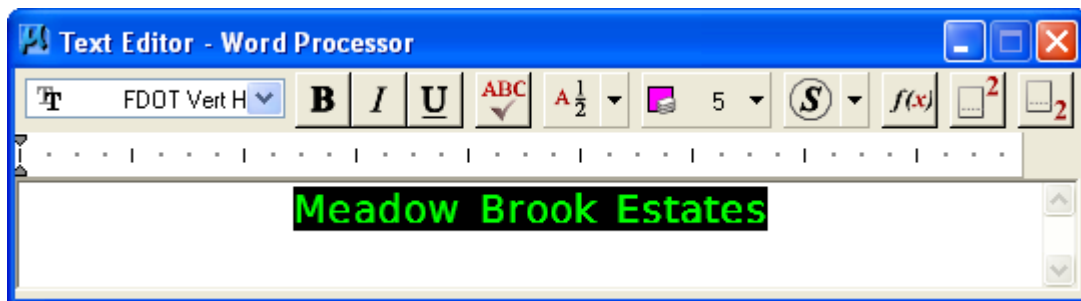 μ Text Editor - Word Processor
T FDOT Vert H B I U ABC A 1/2 5 S f(x) 2 2
Meadow Brook Estates